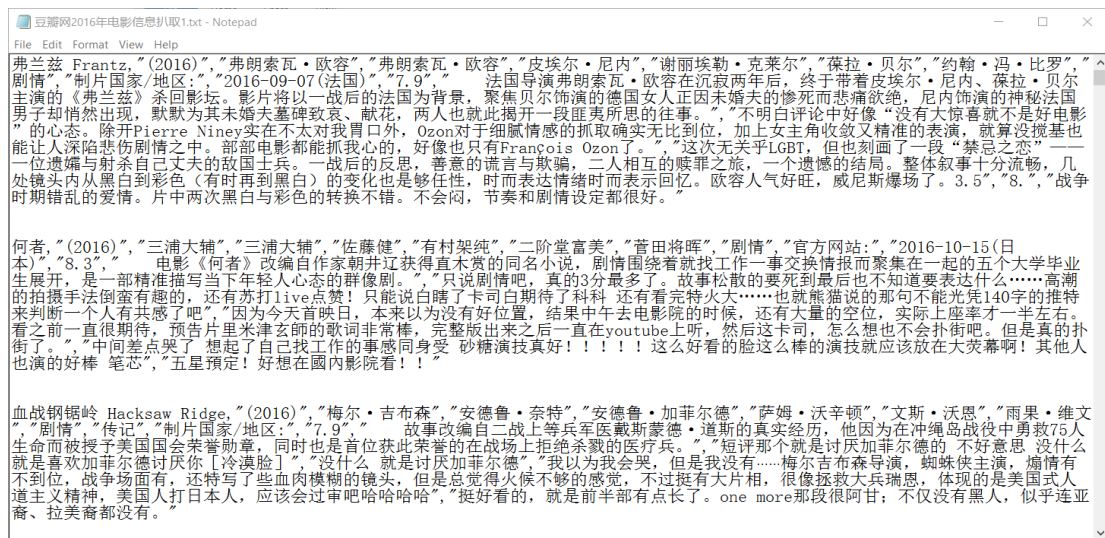 豆瓣网2016年电影信息扒取1.txt - Notepad
File Edit Format View Help
弗兰兹 Frantz,"(2016)","弗朗索瓦·欧容","弗朗索瓦·欧容","皮埃尔·尼内","谢丽埃勒·克莱尔","葆拉·贝尔","约翰·冯·比罗","
剧情","制片国家/地区:","2016-09-07(法国)","7.9","　　法国导演弗朗索瓦·欧容在沉寂两年后，终于带着皮埃尔·尼内、葆拉·贝尔
主演的《弗兰兹》杀回影坛。影片将以一战后的法国为背景，聚焦贝尔饰演的德国女人正因未婚夫的惨死而悲痛欲绝，尼内饰演的神秘法国
男子却悄然出现，默默为其未婚夫墓碑致哀、献花，两人也就此揭开一段匪夷所思的往事。","不明白评论中好像“没有大惊喜就不是好电影
”的心态。除开Pierre Niney实在不太对我胃口外，Ozon对于细腻情感的抓取确实无比到位，加上女主角收敛又精准的表演，就算没搅基也
能让人深陷悲伤剧情之中。部部电影都能抓我心的，好像也只有François Ozon了。","这次无关乎LGBT，但也刻画了一段“禁忌之恋”——
一位遗孀与射杀自己丈夫的敌国士兵。一战后的反思，善意的谎言与欺骗，二人相互的赎罪之旅，一个遗憾的结局。整体叙事十分流畅，几
处镜头内从黑白到彩色（有时再到黑白）的变化也是够任性，时而表达情绪时而表示回忆。欧容人气好旺，威尼斯爆场了。3.5","8.","战争
时期错乱的爱情。片中两次黑白与彩色的转换不错。不会闷，节奏和剧情设定都很好。"
何者,"(2016)","三浦大辅","三浦大辅","佐藤健","有村架纯","二阶堂富美","菅田将晖","剧情","官方网站:","2016-10-15(日
本)","8.3","　　电影《何者》改编自作家朝井辽获得直木赏的同名小说，剧情围绕着就找工作一事交换情报而聚集在一起的五个大学毕业
生展开，是一部精准描写当下年轻人心态的群像剧。","只说剧情吧，真的3分最多了。故事松散的要死到最后也不知道要表达什么……高潮
的拍摄手法倒蛮有趣的，还有苏打live点赞！只能说白瞎了卡司白期待了科科 还有看完特火大……也就熊猫说的那句不能光凭140字的推特
来判断一个人有共感了吧","因为今天首映日，本来以为没有好位置，结果中午去电影院的时候，还有大量的空位，实际上座率才一半左右。
看之前一直很期待，预告片里米津玄師的歌词非常棒，完整版出来之后一直在youtube上听，然后这卡司，怎么想也不会扑街吧。但是真的扑
街了。","中间差点哭了 想起了自己找工作的事感同身受 砂糖演技真好！！！！！这么好看的脸这么棒的演技就应该放在大荧幕啊！其他人
也演的好棒 笔芯","五星預定！好想在國內影院看！！"
血战钢锯岭 Hacksaw Ridge,"(2016)","梅尔·吉布森","安德鲁·奈特","安德鲁·加菲尔德","萨姆·沃辛顿","文斯·沃恩","雨果·维文
","剧情","传记","制片国家/地区:","7.9","　　故事改编自二战上等兵军医戴斯蒙德·道斯的真实经历，他因为在冲绳岛战役中勇救75人
生命而被授予美国国会荣誉勋章，同时也是首位获此荣誉的在战场上拒绝杀戮的医疗兵。","短评那个就是讨厌加菲尔德的 不好意思 没什么
就是喜欢加菲尔德讨厌你［冷漠脸］","没什么 就是讨厌加菲尔德","我以为我会哭，但是我没有……梅尔吉布森导演，蜘蛛侠主演，煽情有
不到位，战争场面有，还特写了些血肉模糊的镜头，但是总觉得火候不够的感觉，不过挺有大片相，很像拯救大兵瑞恩，体现的是美国式人
道主义精神，美国人打日本人，应该会过审吧哈哈哈哈","挺好看的，就是前半部有点长了。one more那段很阿甘；不仅没有黑人，似乎连亚
裔、拉美裔都没有。"